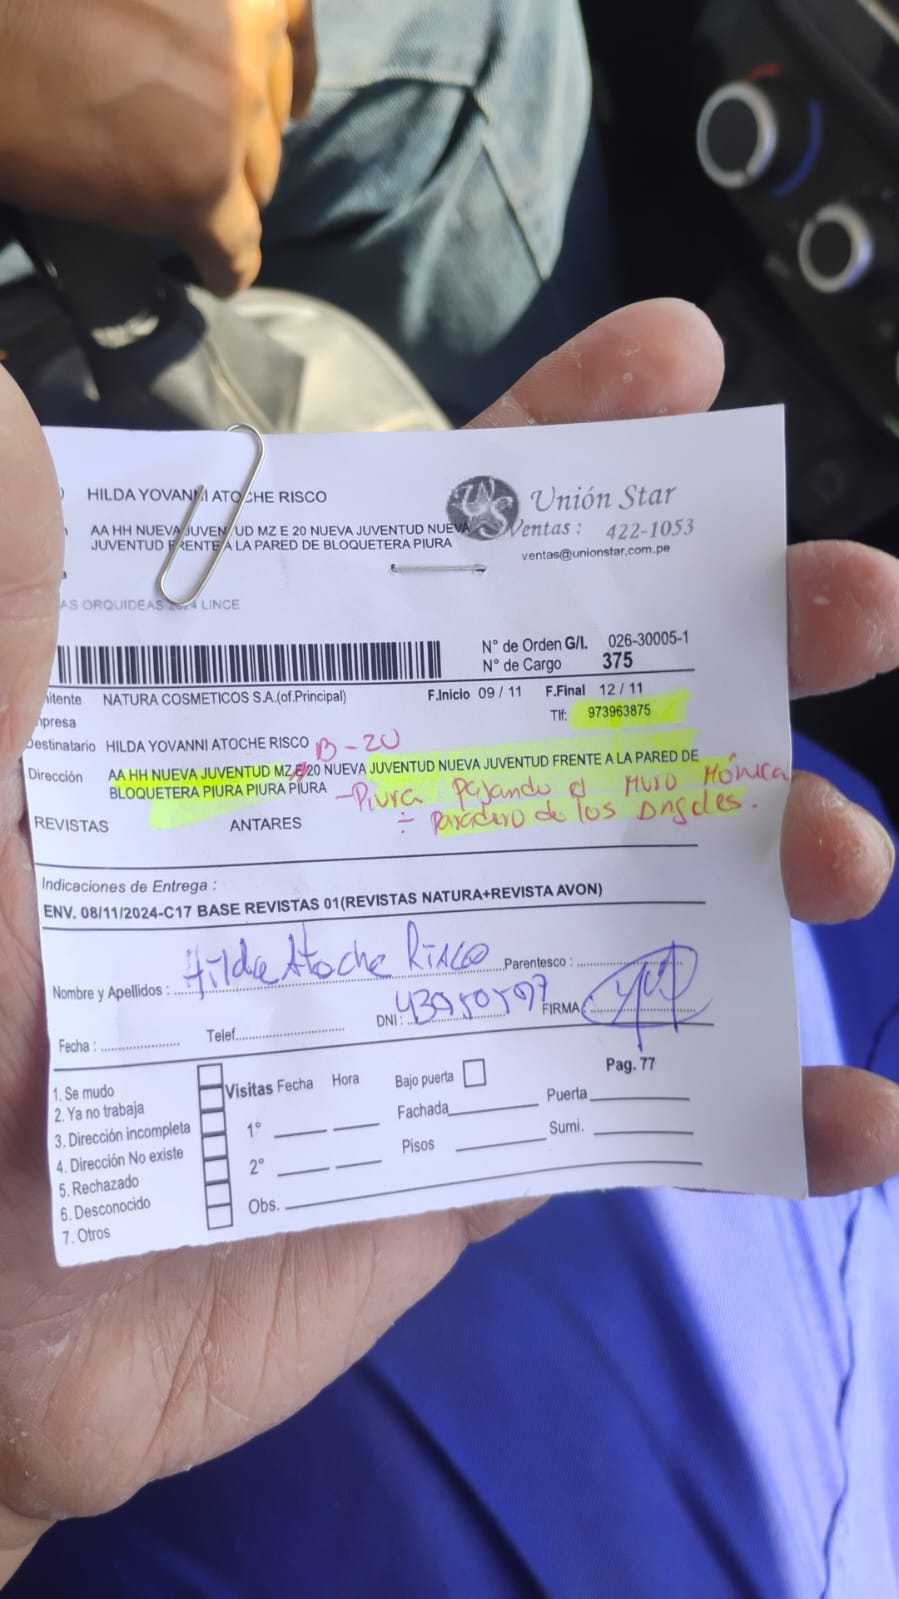 HILDA YOVANNI ATOCHE RISCO
AA HH NUEVA JUVENTUD MZ E 20 NUEVA JUVENTUD NUEVA
JUVENTUD FRENTE A LA PARED DE BLOQUETERA PIURA
AS ORQUIDEAS 2024 LINCE
US
Unión Star
Ventas : 422-1053
ventas@unionstar.com.pe
N° de Orden G/I. 026-30005-1
N° de Cargo 375
itente NATURA COSMETICOS S.A.(of.Principal) F.Inicio 09 / 11 F.Final 12 / 11
mpresa Tlf: 973963875
Destinatario HILDA YOVANNI ATOCHE RISCO B-20
Dirección AA HH NUEVA JUVENTUD MZ E 20 NUEVA JUVENTUD NUEVA JUVENTUD FRENTE A LA PARED DE
BLOQUETERA PIURA PIURA PIURA - Piura pasando el Muro Mónica
÷ Paradero de los Angeles.
REVISTAS ANTARES
Indicaciones de Entrega :
ENV. 08/11/2024-C17 BASE REVISTAS 01(REVISTAS NATURA+REVISTA AVON)
Nombre y Apellidos : Hilda Atoche Risco Parentesco :
Fecha : Telef. DNI : FIRMA :
1. Se mudo
2. Ya no trabaja
3. Dirección incompleta
4. Dirección No existe
5. Rechazado
6. Desconocido
7. Otros
Visitas Fecha Hora Bajo puerta Pag. 77
1° Fachada Puerta
2° Pisos Sumi.
Obs.